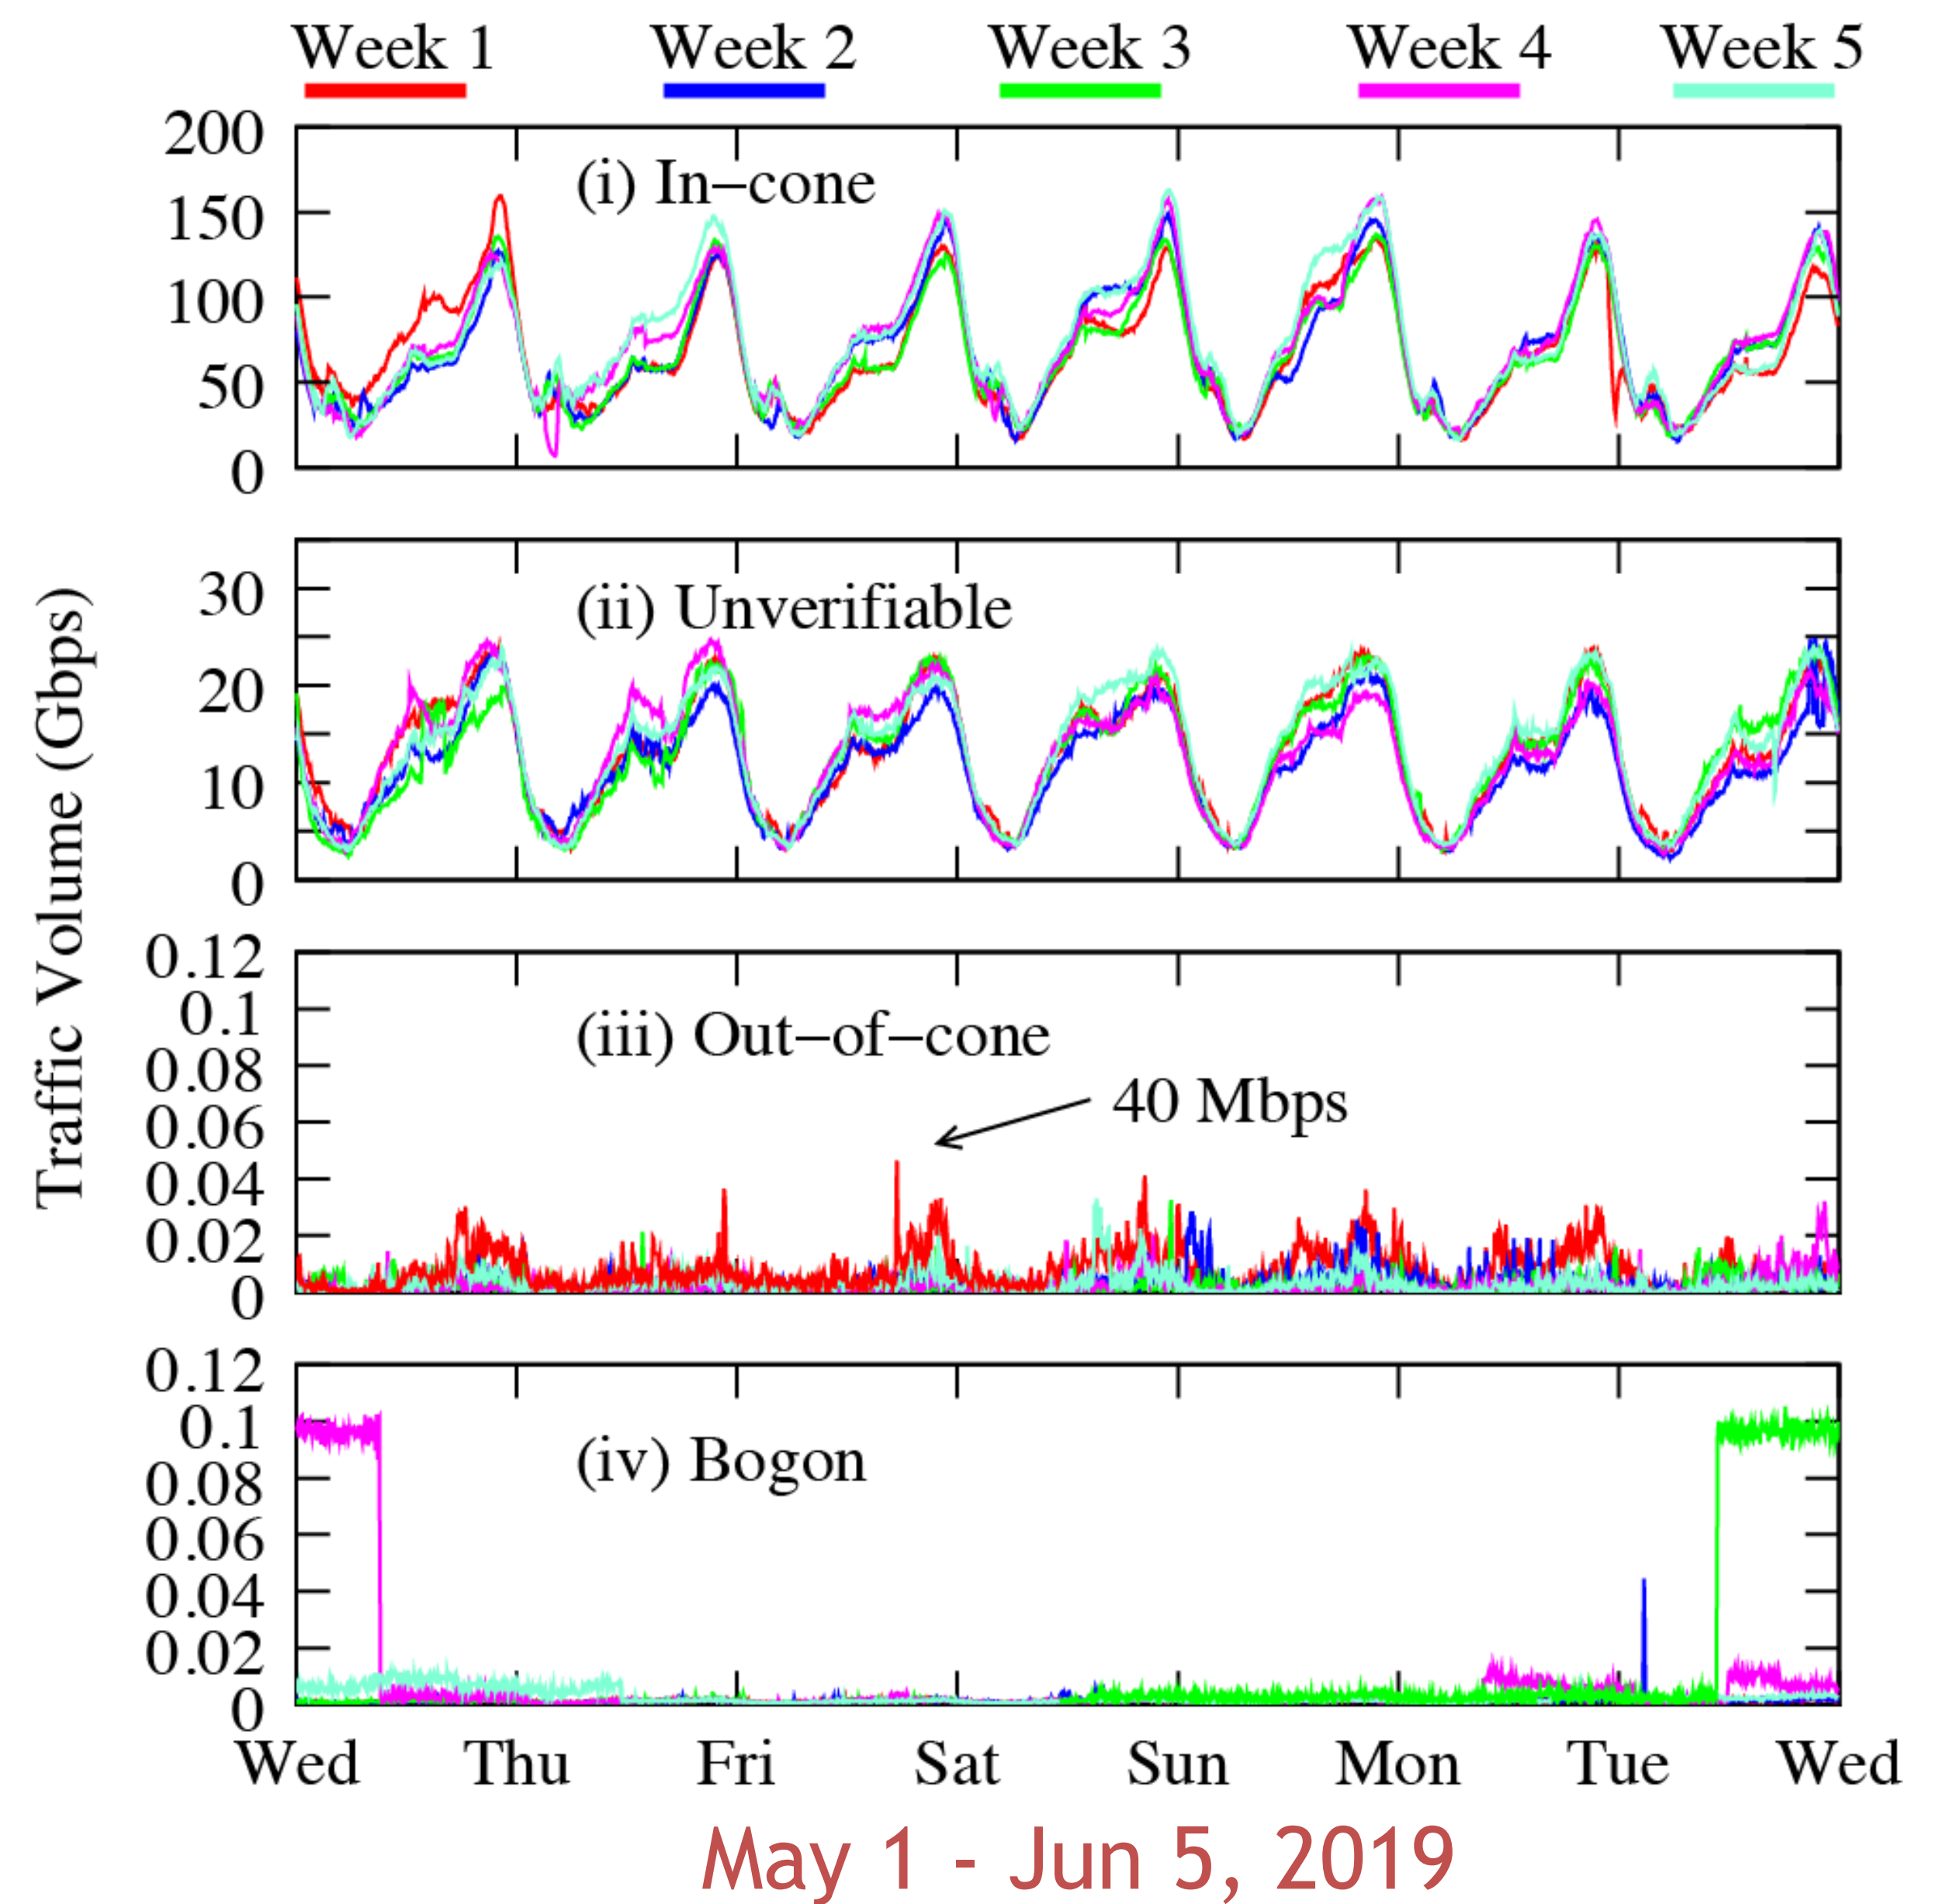 Week 1 Week 2 Week 3 Week 4 Week 5
200
(i) In−cone
150
100
50
0
Traffic Volume (Gbps)
(ii) Unverifiable
30
20
10
0
0.12
0.1
(iii) Out−of−cone
0.08
40 Mbps
0.06
0.04
0.02
0
0.12
0.1
(iv) Bogon
0.08
0.06
0.04
0.02
0
Wed Thu Fri Sat Sun Mon Tue Wed
May 1 - Jun 5, 2019